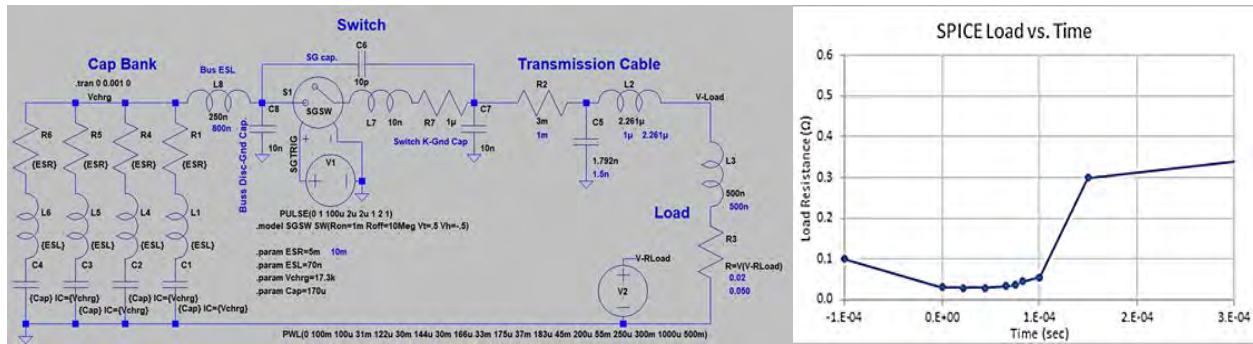 Cap Bank
.tran 0 0.001 0
Vchrg
Bus ESL
L8
250n
800n
Switch
C6
SG cap.
10p
S1
SGSW
L7
10n
R7
1µ
C8
10n
Buss Disc-Gnd Cap.
SGTRIG
V1
Switch K-Gnd Cap
C7
10n
Transmission Cable
R2
3m
1m
L2
2.261µ
1µ 2.261µ
C5
1.792n
1.5n
V-Load
L3
500n
500n
Load
R3
R=V(V-RLoad)
0.02
0.050
V-RLoad
V2
R6
{ESR}
R5
{ESR}
R4
{ESR}
R1
{ESR}
L6
{ESL}
L5
{ESL}
L4
{ESL}
L1
{ESL}
C4
C3
C2
C1
{Cap} IC={Vchrg}
{Cap} IC={Vchrg}
{Cap} IC={Vchrg}
{Cap} IC={Vchrg}
PULSE(0 1 100u 2u 2u 1 2 1)
.model SGSW SW(Ron=1m Roff=10Meg Vt=.5 Vh=-.5)
.param ESR=5m 10m
.param ESL=70n
.param Vchrg=17.3k
.param Cap=170u
PWL(0 100m 100u 31m 122u 30m 144u 30m 166u 33m 175u 37m 183u 45m 200u 55m 250u 300m 1000u 500m)
SPICE Load vs. Time
Load Resistance (Ω)
0.6
0.5
0.4
0.3
0.2
0.1
0.0
-1.E-04
0.E+00
1.E-04
2.E-04
3.E-04
Time (sec)